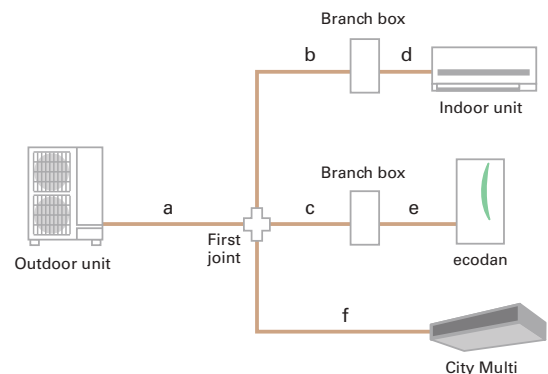 Branch box
b
d
Indoor unit
Branch box
a
c
e
First
joint
Outdoor unit
ecodan
f
City Multi